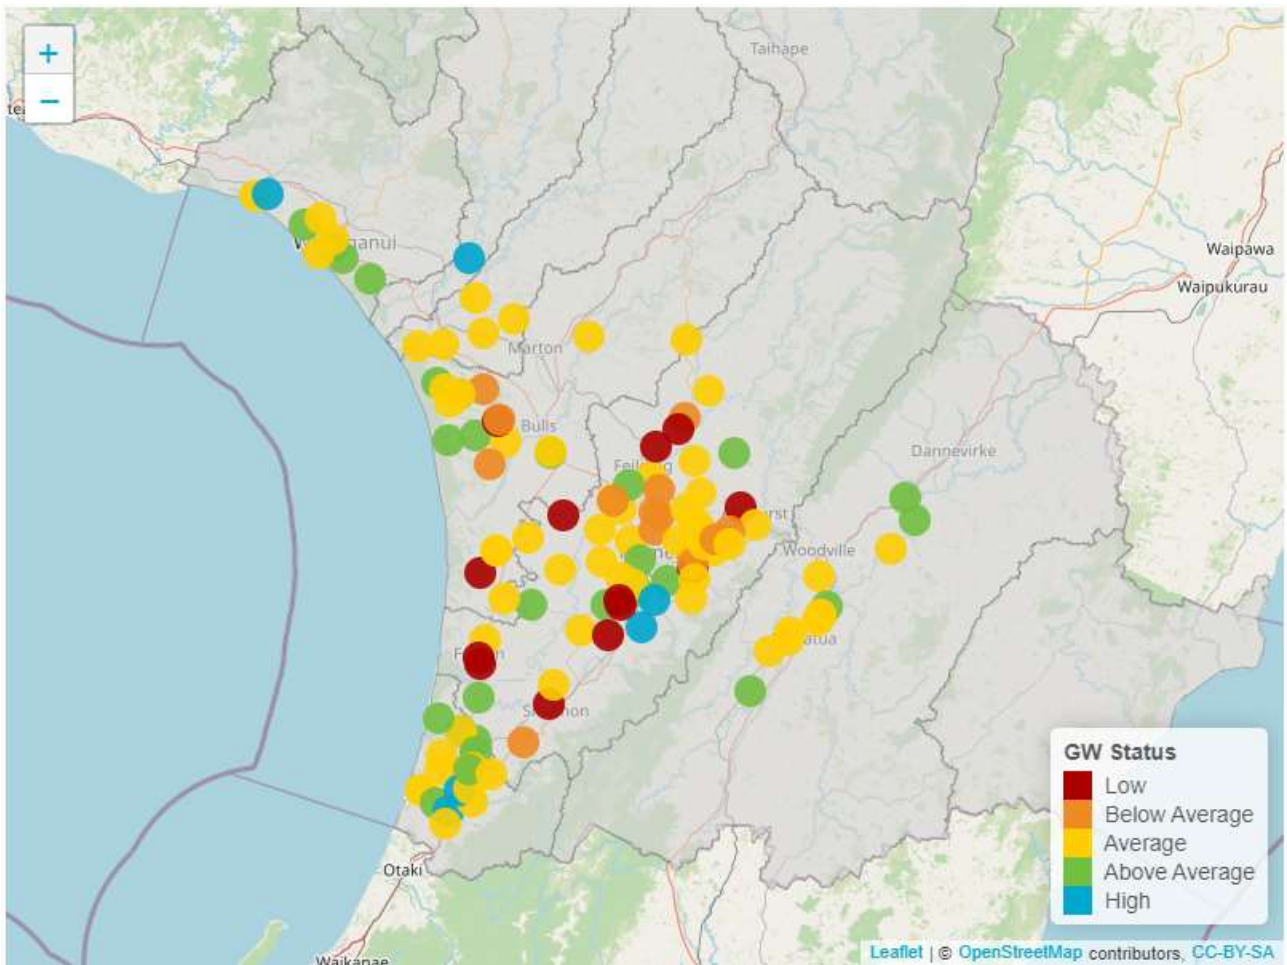 +
−
Taihape
Waipawa
Waipukurau
Marton
Bulls
Dannevirke
Woodville
Otaki
Waikanae
GW Status
Low
Below Average
Average
Above Average
High
Leaflet | © OpenStreetMap contributors, CC-BY-SA